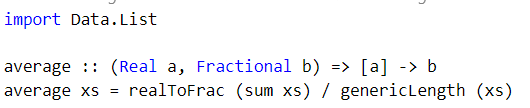 import Data.List
average :: (Real a, Fractional b) => [a] -> b
average xs = realToFrac (sum xs) / genericLength (xs)